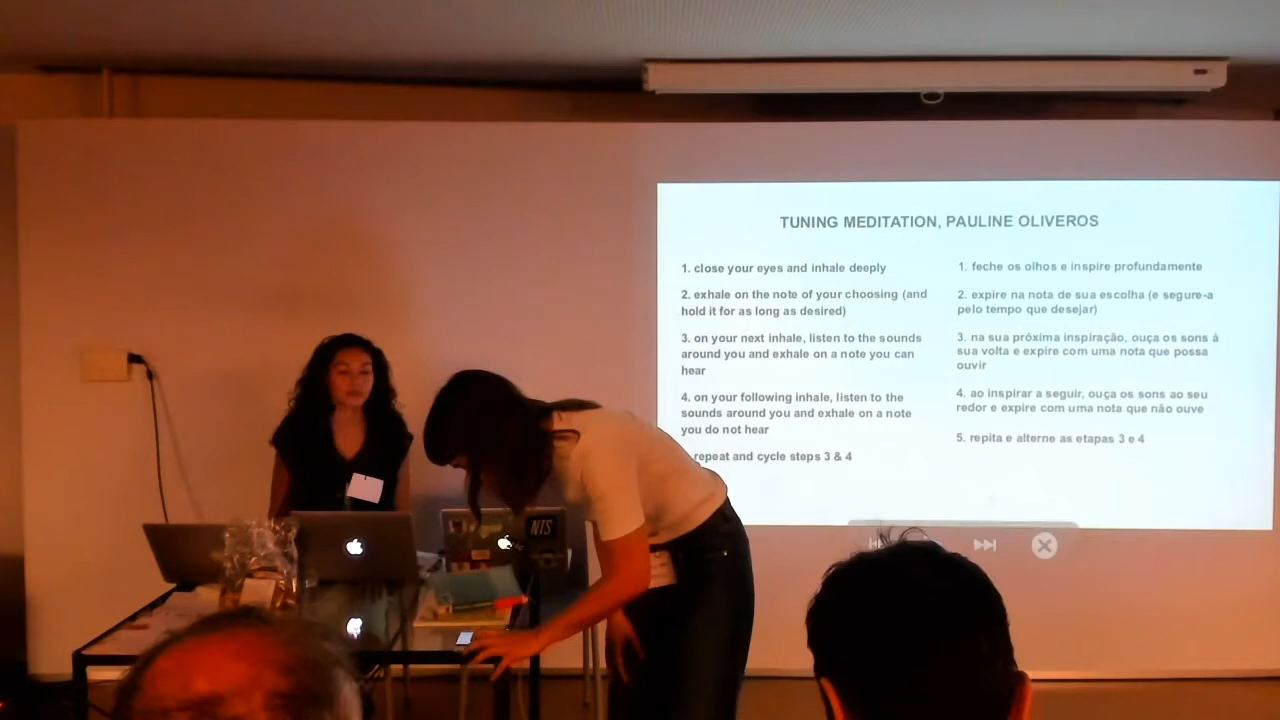 TUNING MEDITATION, PAULINE OLIVEROS
1. close your eyes and inhale deeply
2. exhale on the note of your choosing (and
hold it for as long as desired)
3. on your next inhale, listen to the sounds
around you and exhale on a note you can
hear
4. on your following inhale, listen to the
sounds around you and exhale on a note
you do not hear
repeat and cycle steps 3 & 4
1. feche os olhos e inspire profundamente
2. expire na nota de sua escolha (e segure-a
pelo tempo que desejar)
3. na sua próxima inspiração, ouça os sons à
sua volta e expire com uma nota que possa
ouvir
4. ao inspirar a seguir, ouça os sons ao seu
redor e expire com uma nota que não ouve
5. repita e alterne as etapas 3 e 4
NTS